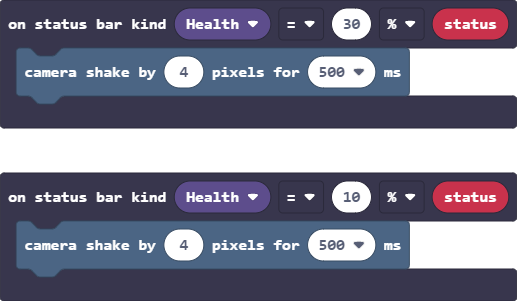 on status bar kind Health = 30 % status
camera shake by 4 pixels for 500 ms
on status bar kind Health = 10 % status
camera shake by 4 pixels for 500 ms